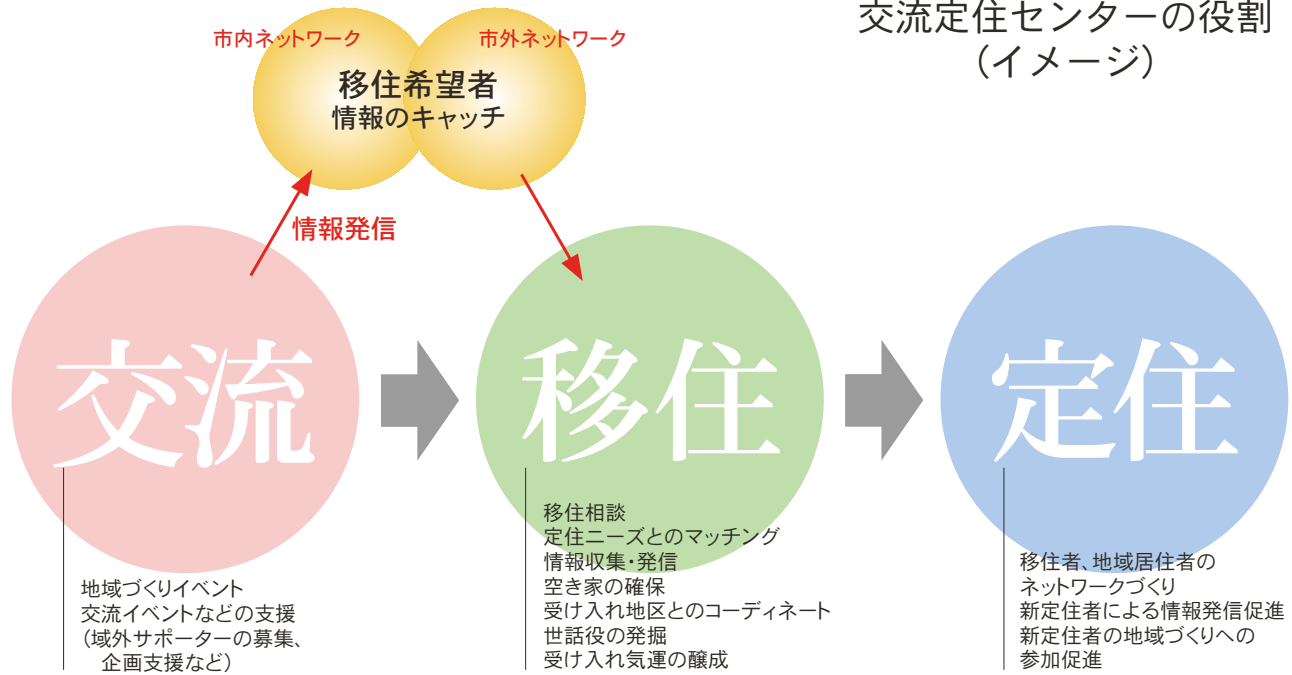 交流定住センターの役割
(イメージ)
市内ネットワーク
市外ネットワーク
移住希望者
情報のキャッチ
情報発信
交流
移住
定住
地域づくりイベント
交流イベントなどの支援
(域外サポーターの募集、
企画支援など)
移住相談
定住ニーズとのマッチング
情報収集・発信
空き家の確保
受け入れ地区とのコーディネート
世話役の発掘
受け入れ気運の醸成
移住者、地域居住者の
ネットワークづくり
新定住者による情報発信促進
新定住者の地域づくりへの
参加促進